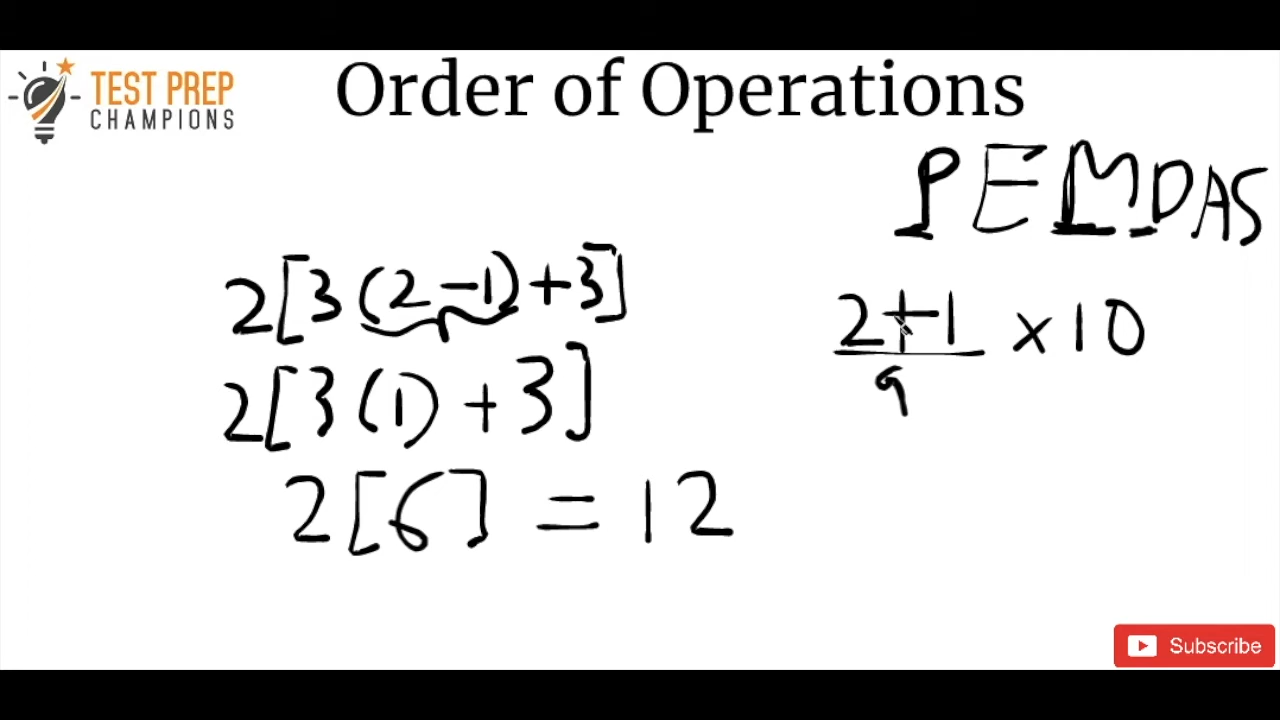 TEST PREP
CHAMPIONS
Order of Operations
PEMDAS
2[3(2-1)+3]
2[3(1)+3]
2[6] = 12
2+1
9
x 10
Subscribe